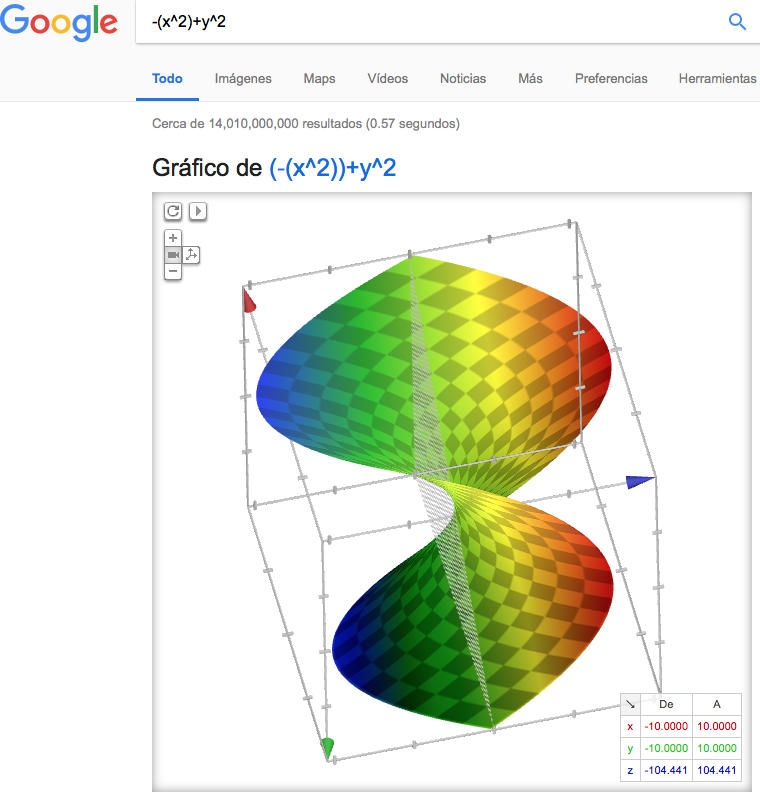 Google
-(x^2)+y^2
Todo Imágenes Maps Vídeos Noticias Más Preferencias Herramientas
Cerca de 14,010,000,000 resultados (0.57 segundos)
Gráfico de (-(x^2))+y^2
+
−
↘ De A
x -10.0000 10.0000
y -10.0000 10.0000
z -104.441 104.441